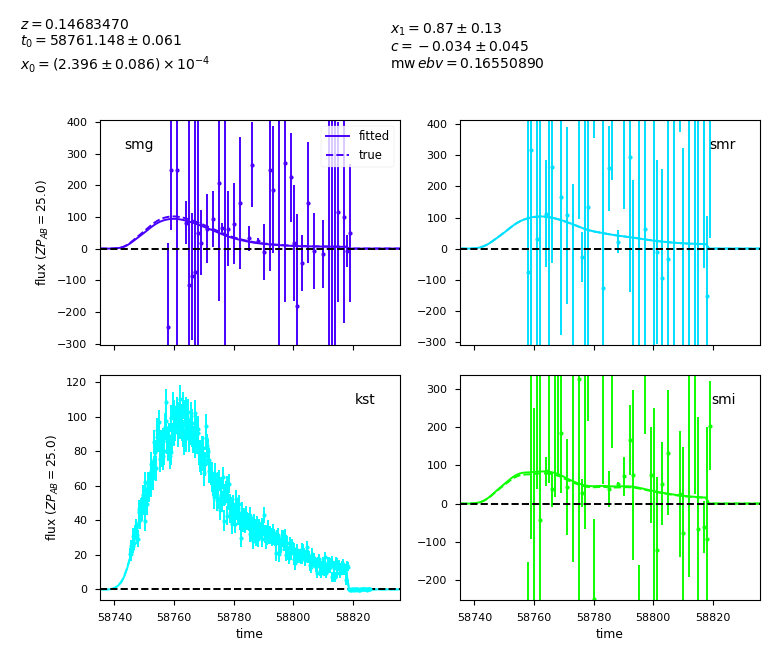 z = 0.14683470
t₀ = 58761.148 ± 0.061
x₀ = (2.396 ± 0.086) × 10⁻⁴
x₁ = 0.87 ± 0.13
c = −0.034 ± 0.045
mw ebv = 0.16550890
smg
fitted
true
400
300
200
100
0
−100
−200
−300
flux (ZP_AB = 25.0)
smr
400
300
200
100
0
−100
−200
−300
kst
120
100
80
60
40
20
0
flux (ZP_AB = 25.0)
58740 58760 58780 58800 58820
time
smi
300
200
100
0
−100
−200
58740 58760 58780 58800 58820
time